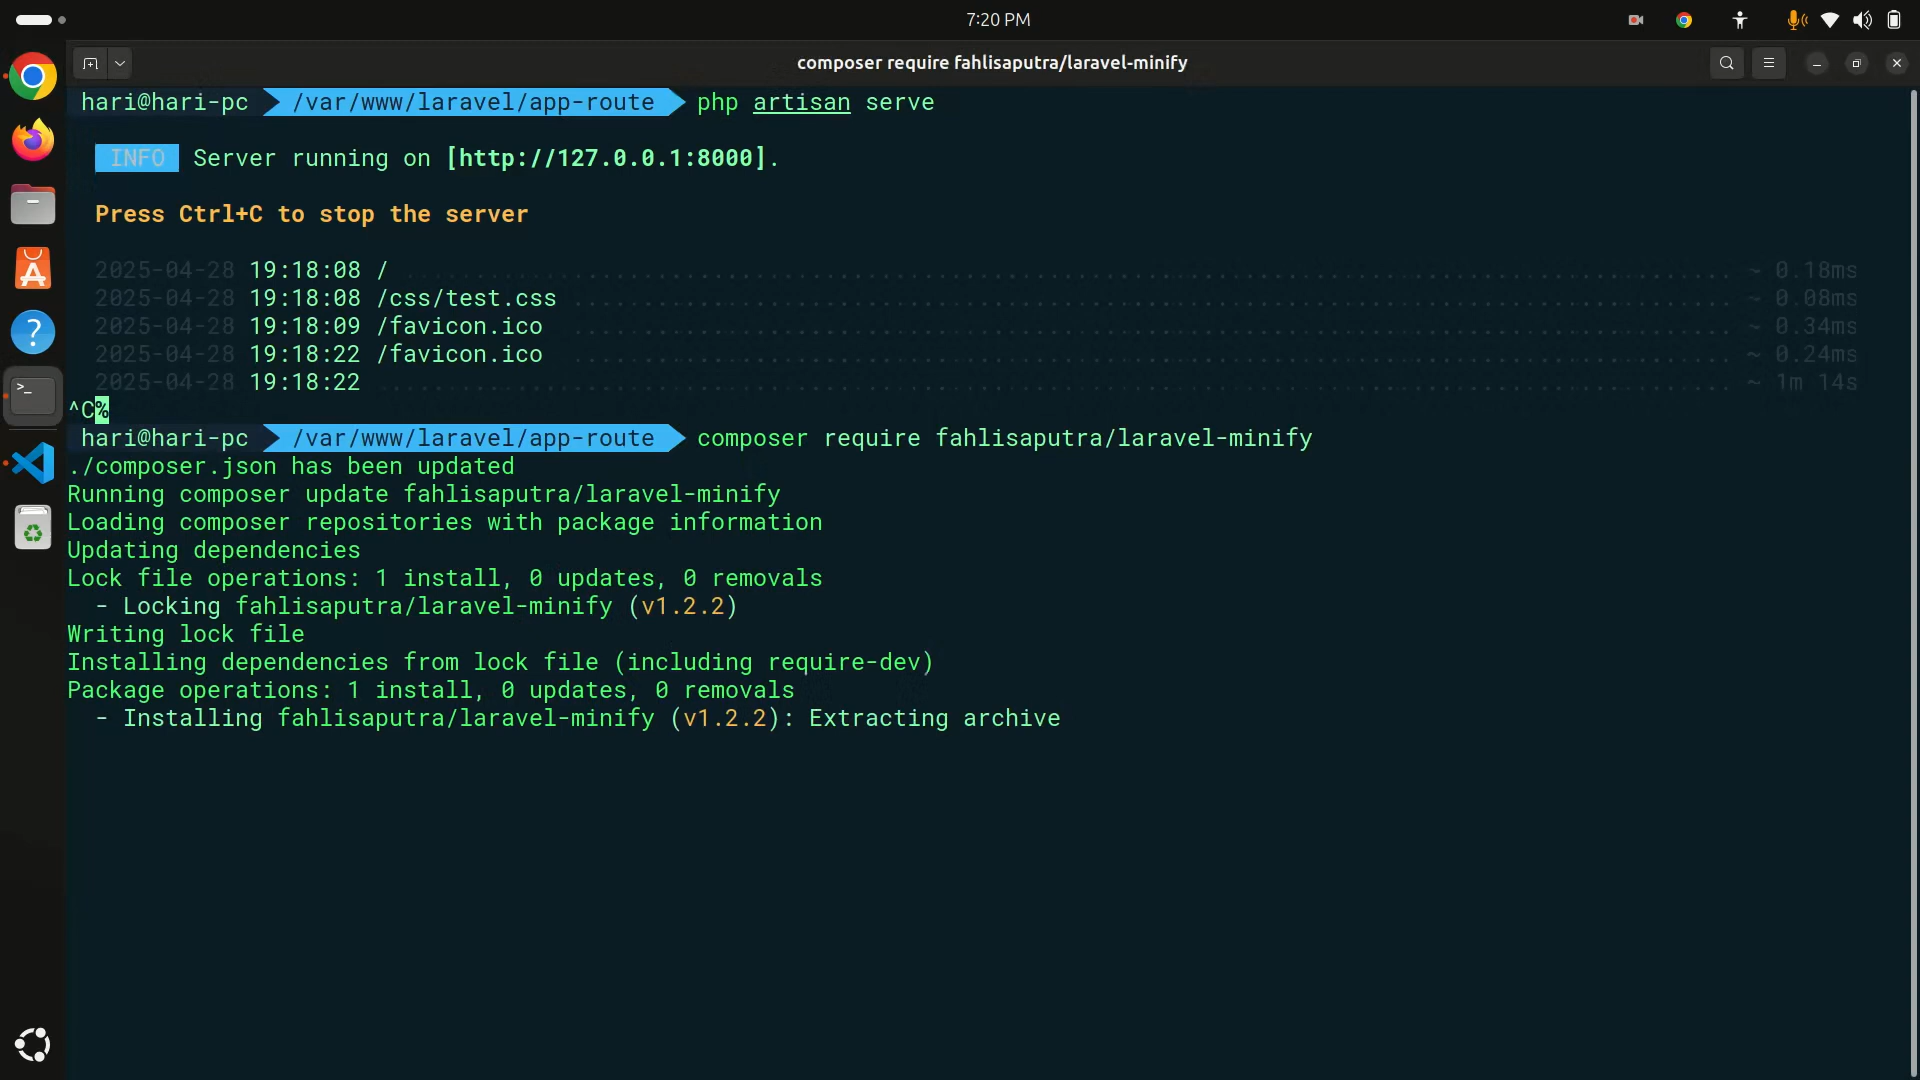 7:20 PM
composer require fahlisaputra/laravel-minify
hari@hari-pc /var/www/laravel/app-route php artisan serve
INFO Server running on [http://127.0.0.1:8000].
Press Ctrl+C to stop the server
2025-04-28 19:18:08 / ........................................ ~ 0.18ms
2025-04-28 19:18:08 /css/test.css ........................................ ~ 0.08ms
2025-04-28 19:18:09 /favicon.ico ........................................ ~ 0.34ms
2025-04-28 19:18:22 /favicon.ico ........................................ ~ 0.24ms
2025-04-28 19:18:22 ........................................ ~ 1m 14s
^C%
hari@hari-pc /var/www/laravel/app-route composer require fahlisaputra/laravel-minify
./composer.json has been updated
Running composer update fahlisaputra/laravel-minify
Loading composer repositories with package information
Updating dependencies
Lock file operations: 1 install, 0 updates, 0 removals
- Locking fahlisaputra/laravel-minify (v1.2.2)
Writing lock file
Installing dependencies from lock file (including require-dev)
Package operations: 1 install, 0 updates, 0 removals
- Installing fahlisaputra/laravel-minify (v1.2.2): Extracting archive